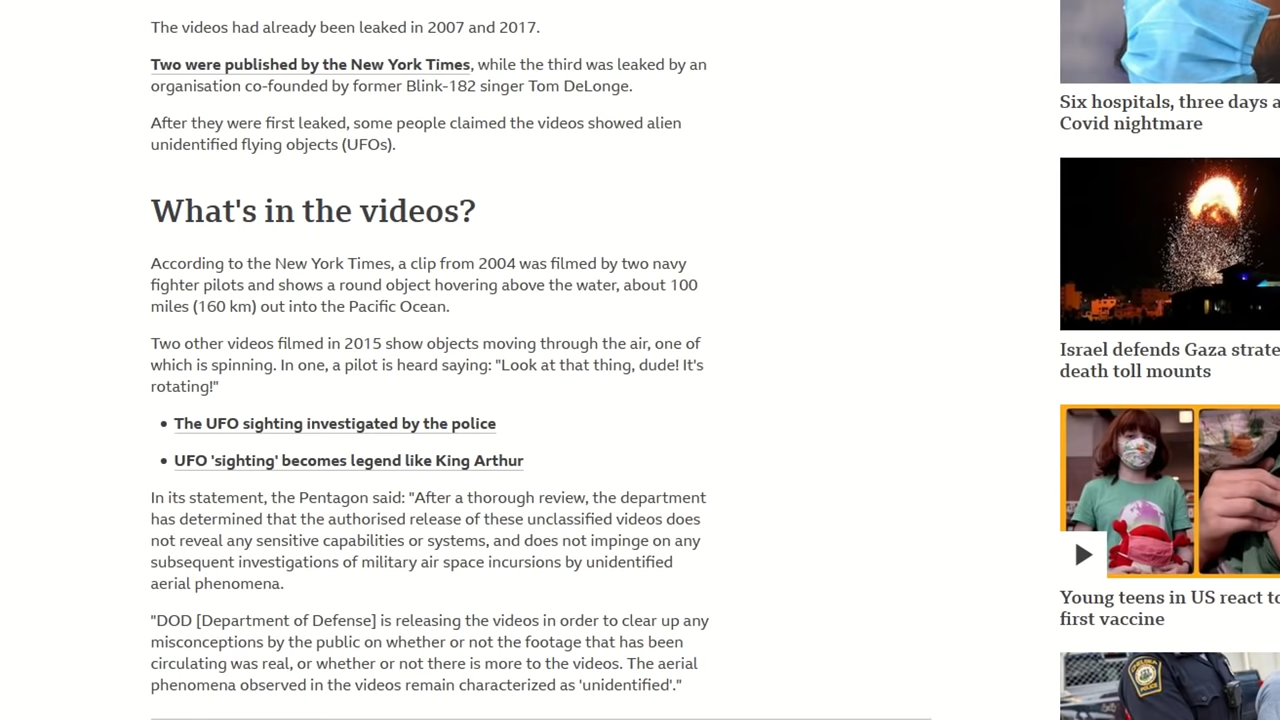 The videos had already been leaked in 2007 and 2017.
Two were published by the New York Times, while the third was leaked by an
organisation co-founded by former Blink-182 singer Tom DeLonge.
After they were first leaked, some people claimed the videos showed alien
unidentified flying objects (UFOs).
What's in the videos?
According to the New York Times, a clip from 2004 was filmed by two navy
fighter pilots and shows a round object hovering above the water, about 100
miles (160 km) out into the Pacific Ocean.
Two other videos filmed in 2015 show objects moving through the air, one of
which is spinning. In one, a pilot is heard saying: "Look at that thing, dude! It's
rotating!"
• The UFO sighting investigated by the police
• UFO 'sighting' becomes legend like King Arthur
In its statement, the Pentagon said: "After a thorough review, the department
has determined that the authorised release of these unclassified videos does
not reveal any sensitive capabilities or systems, and does not impinge on any
subsequent investigations of military air space incursions by unidentified
aerial phenomena.
"DOD [Department of Defense] is releasing the videos in order to clear up any
misconceptions by the public on whether or not the footage that has been
circulating was real, or whether or not there is more to the videos. The aerial
phenomena observed in the videos remain characterized as 'unidentified'."
Six hospitals, three days a
Covid nightmare
Israel defends Gaza strate
death toll mounts
Young teens in US react to
first vaccine
POLICE